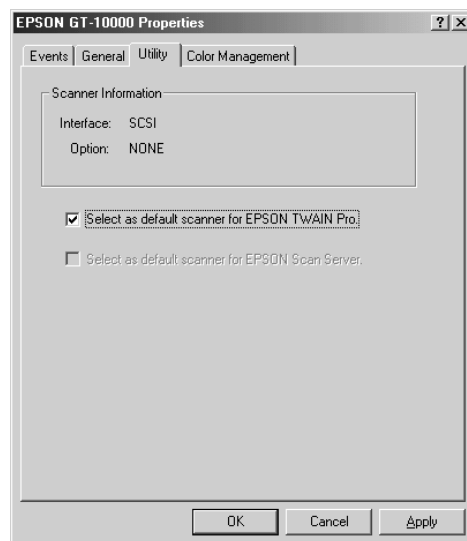 EPSON GT-10000 Properties ? ×
Events General Utility Color Management
Scanner Information
Interface: SCSI
Option: NONE
Select as default scanner for EPSON TWAIN Pro.
Select as default scanner for EPSON Scan Server.
OK Cancel Apply